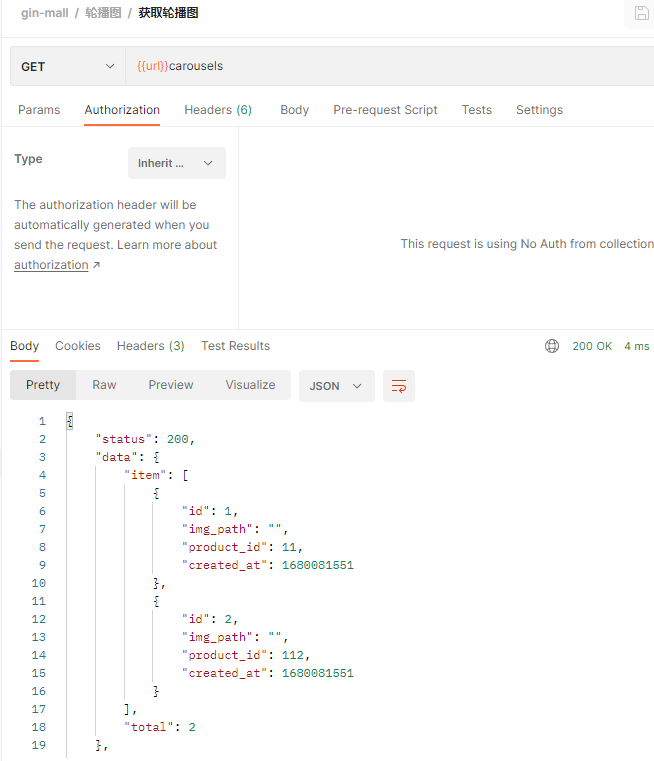 gin-mall / 轮播图 / 获取轮播图
GET {{url}}carousels
Params Authorization Headers (6) Body Pre-request Script Tests Settings
Type Inherit ...
The authorization header will be
automatically generated when you
send the request. Learn more about
authorization ↗
This request is using No Auth from collection
Body Cookies Headers (3) Test Results 200 OK 4 ms
Pretty Raw Preview Visualize JSON
1 {
2 "status": 200,
3 "data": {
4 "item": [
5 {
6 "id": 1,
7 "img_path": "",
8 "product_id": 11,
9 "created_at": 1680081551
10 },
11 {
12 "id": 2,
13 "img_path": "",
14 "product_id": 112,
15 "created_at": 1680081551
16 }
17 ],
18 "total": 2
19 },